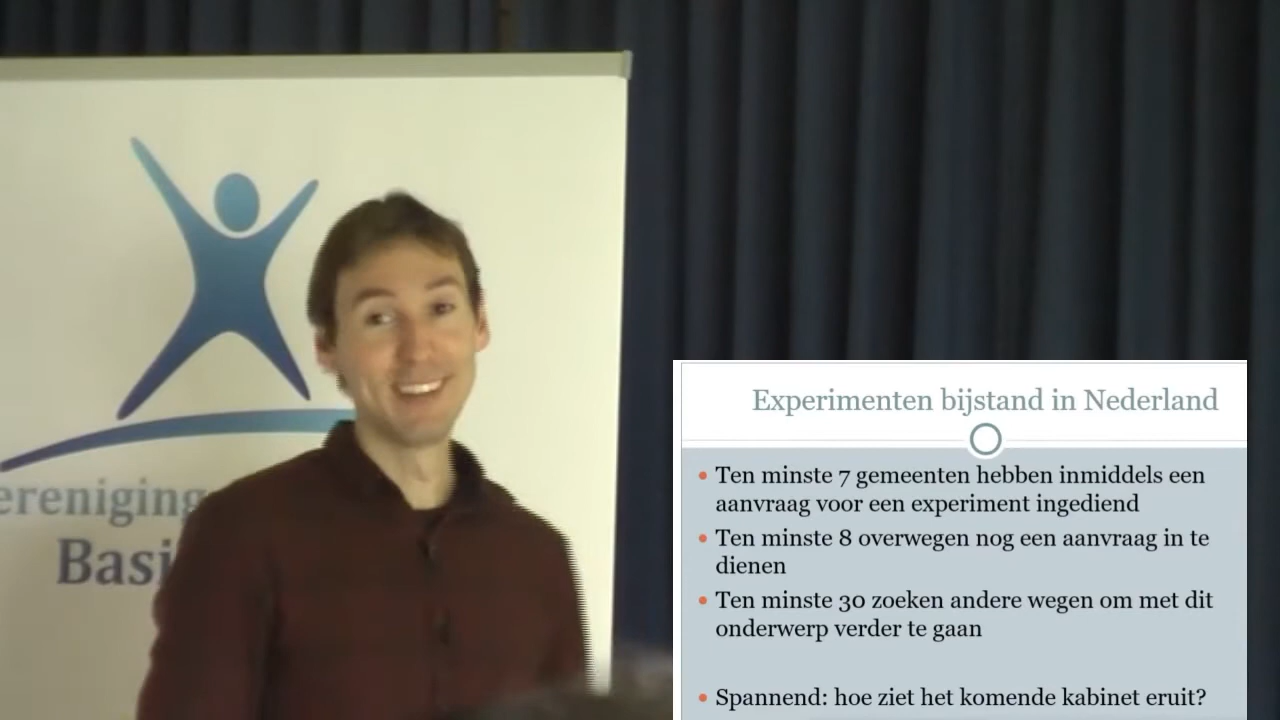 ereniging
Basi
Experimenten bijstand in Nederland
Ten minste 7 gemeenten hebben inmiddels een
aanvraag voor een experiment ingediend
Ten minste 8 overwegen nog een aanvraag in te
dienen
Ten minste 30 zoeken andere wegen om met dit
onderwerp verder te gaan
Spannend: hoe ziet het komende kabinet eruit?